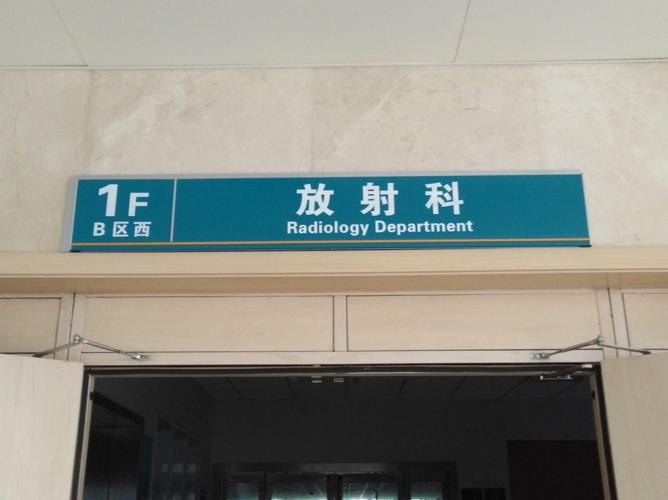 1F
B区西
放射科
Radiology Department